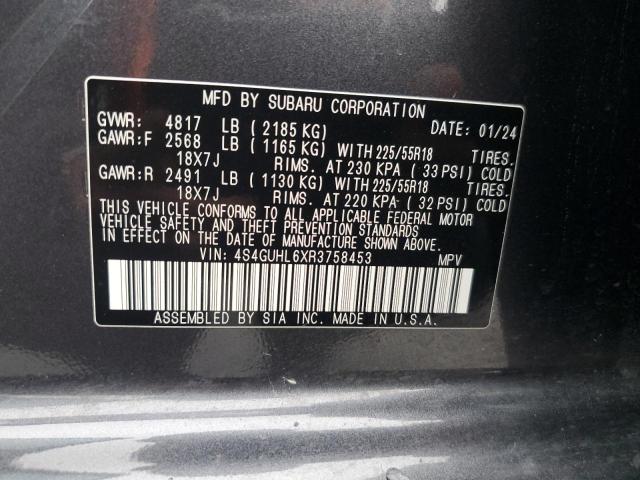 MFD BY SUBARU CORPORATION
GVWR: 4817 LB ( 2185 KG) DATE: 01/24
GAWR:F 2568 LB ( 1165 KG) WITH 225/55R18 TIRES.
18X7J RIMS. AT 230 KPA ( 33 PSI) COLD
GAWR:R 2491 LB ( 1130 KG) WITH 225/55R18 TIRES.
18X7J RIMS. AT 220 KPA ( 32 PSI) COLD
THIS VEHICLE CONFORMS TO ALL APPLICABLE FEDERAL MOTOR
VEHICLE SAFETY AND THEFT PREVENTION STANDARDS
IN EFFECT ON THE DATE OF MANUFACTURE SHOWN ABOVE.
VIN: 4S4GUHL6XR3758453 MPV
ASSEMBLED BY SIA INC. MADE IN U.S.A.